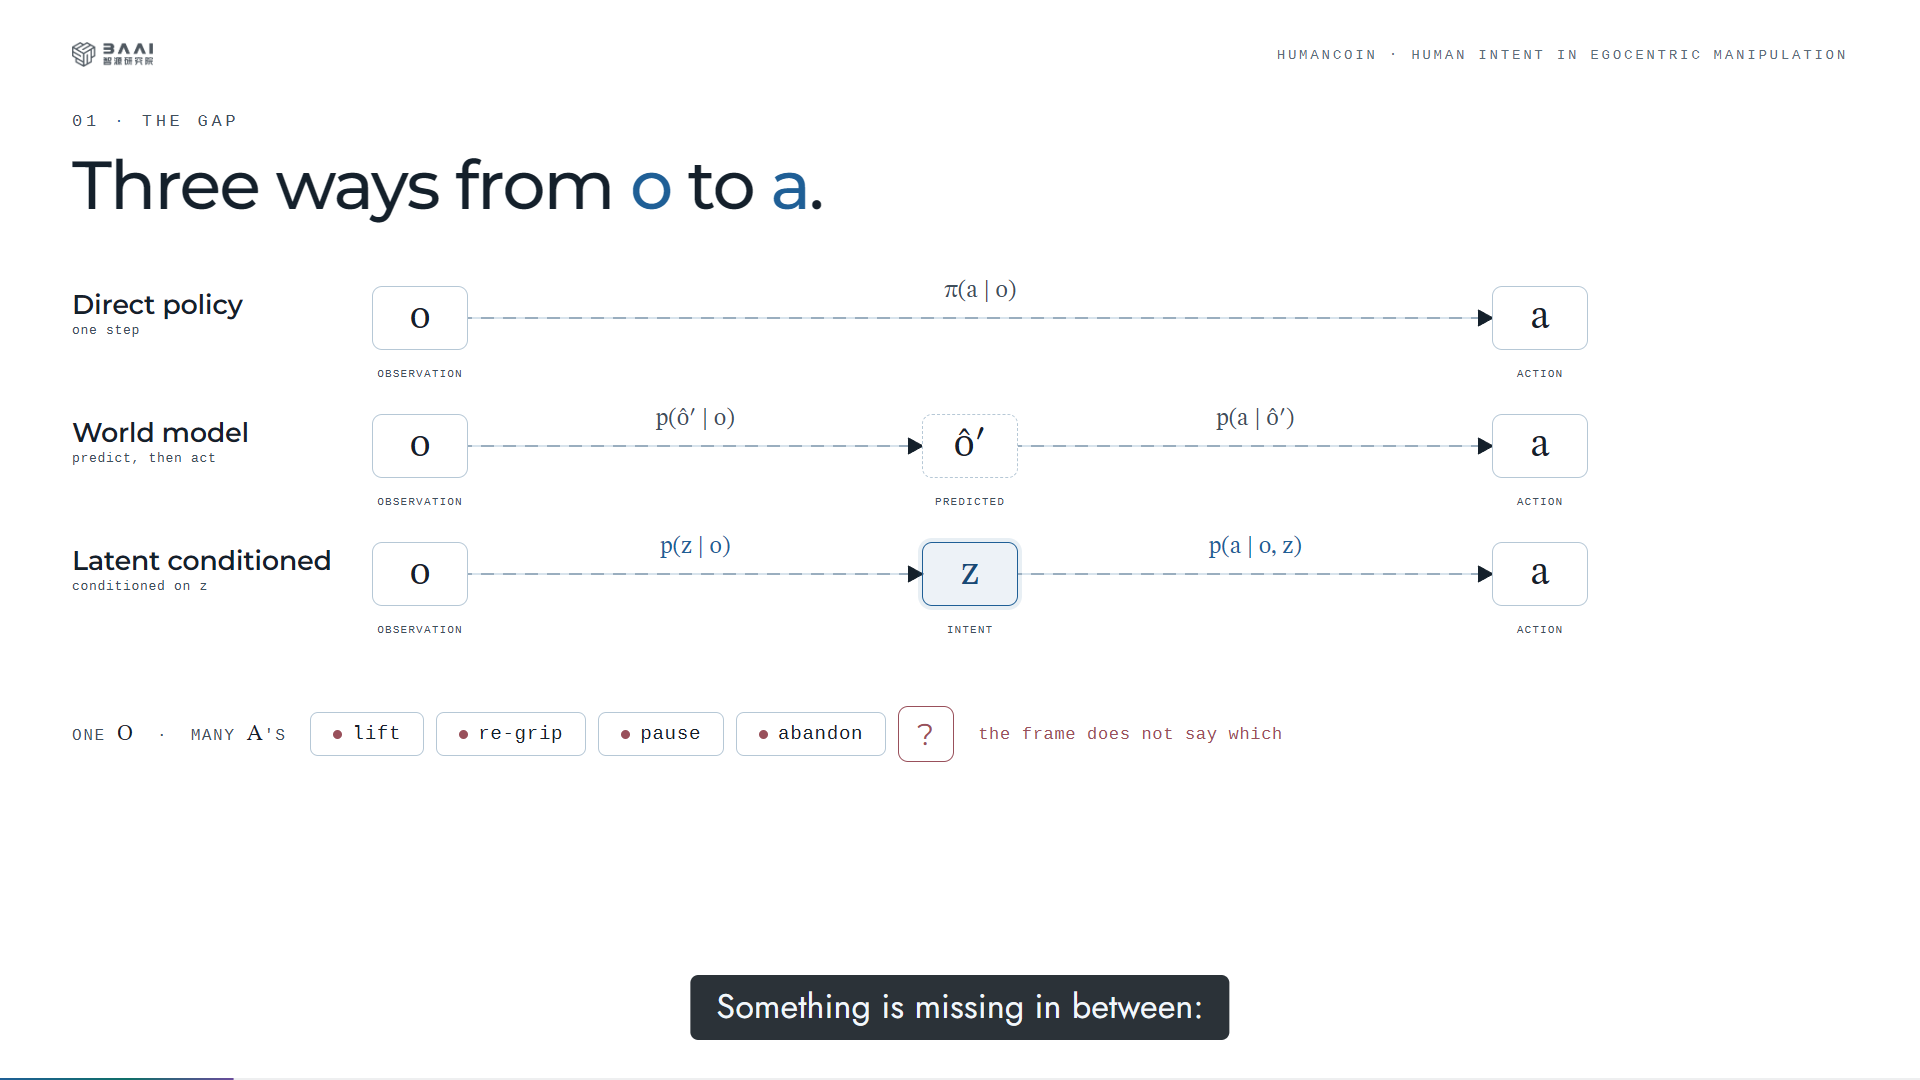 BAAI
智源研究院
HUMANCOIN · HUMAN INTENT IN EGOCENTRIC MANIPULATION
01 · THE GAP
Three ways from o to a.
Direct policy
one step
o
π(a | o)
a
OBSERVATION
ACTION
World model
predict, then act
o
p(ô′ | o)
ô′
p(a | ô′)
a
OBSERVATION
PREDICTED
ACTION
Latent conditioned
conditioned on z
o
p(z | o)
z
p(a | o, z)
a
OBSERVATION
INTENT
ACTION
ONE O · MANY A'S
lift
re-grip
pause
abandon
?
the frame does not say which
Something is missing in between: